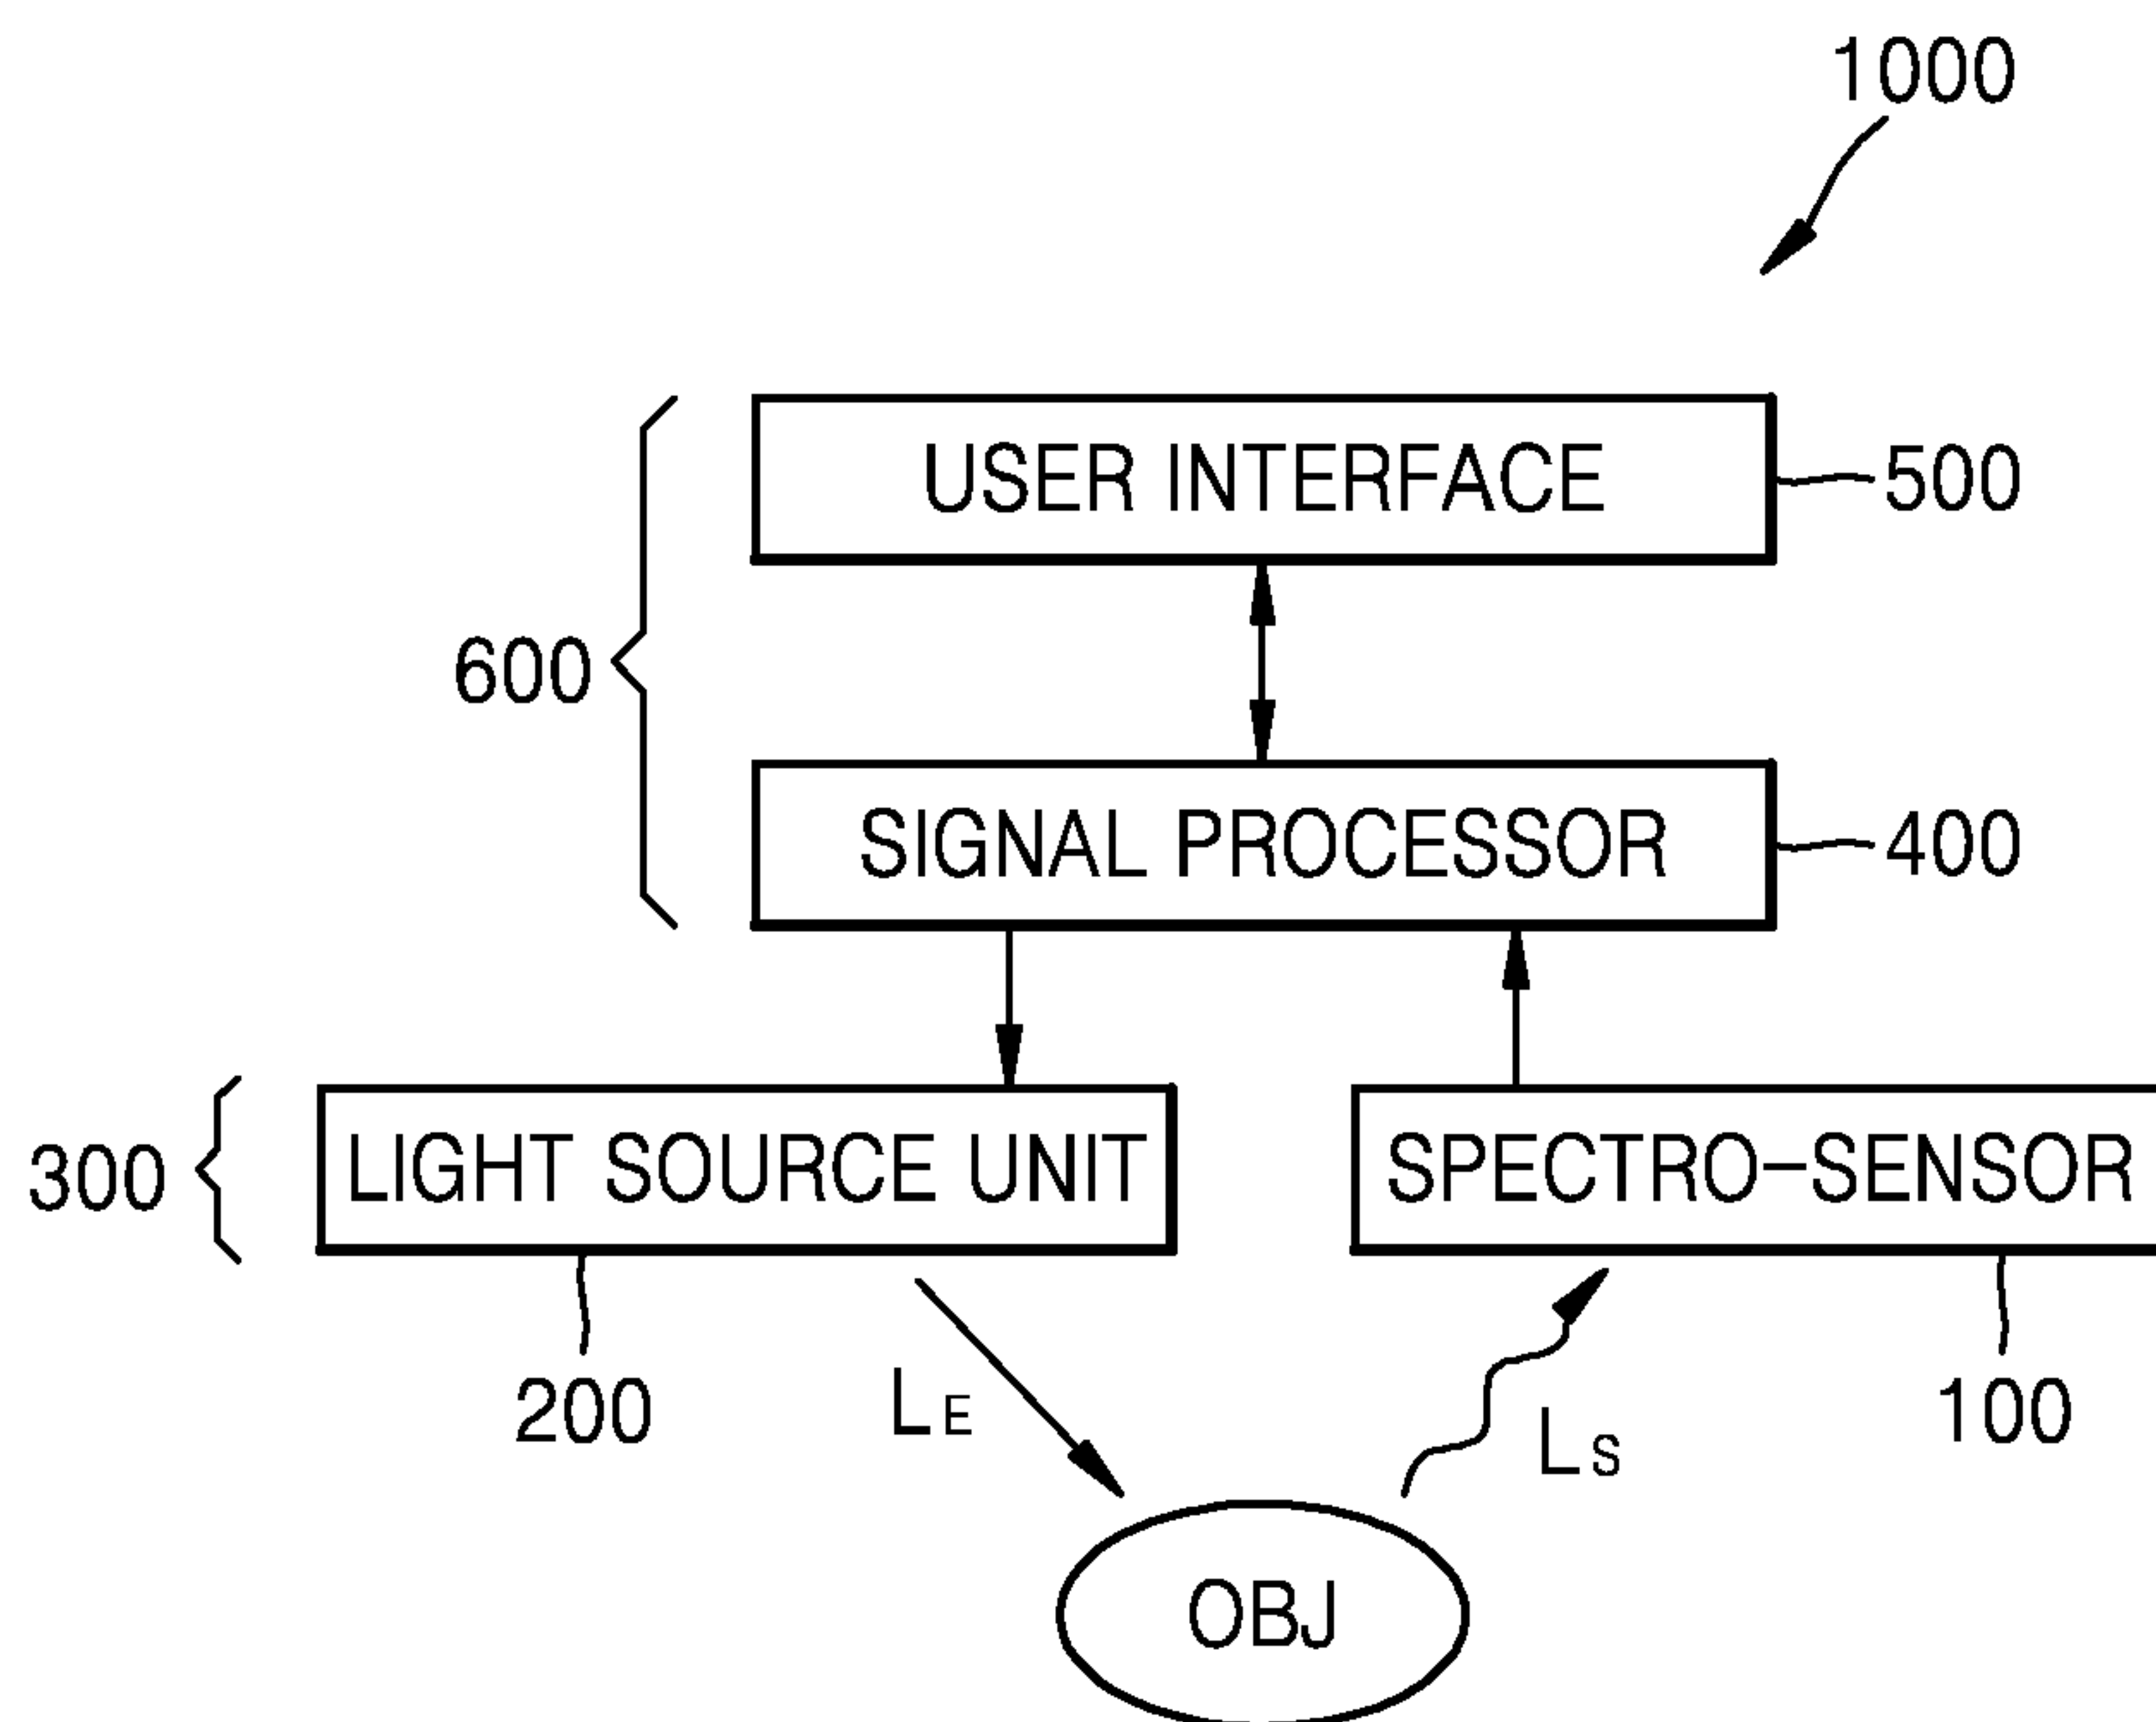 1000
USER INTERFACE
500
600
SIGNAL PROCESSOR
400
300
LIGHT SOURCE UNIT
SPECTRO-SENSOR
200
LE
LS
100
OBJ